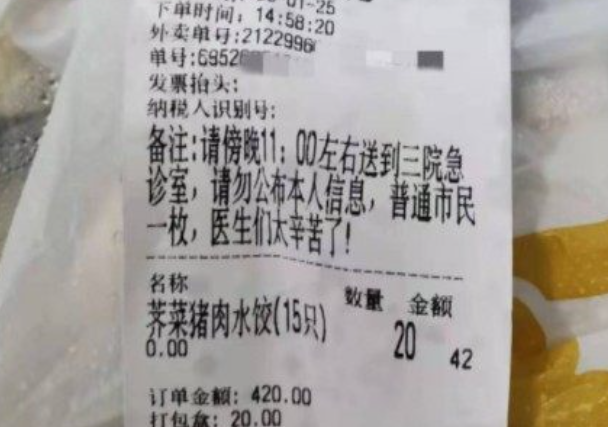 01-25
下单时间: 14:58:20
外卖单号:2122996
单号:69526
发票抬头:
纳税人识别号:
备注:请傍晚11:00左右送到三院急
诊室，请勿公布本人信息，普通市民
一枚，医生们太辛苦了!
名称 数量 金额
荠菜猪肉水饺(15只) 20 42
0.00
订单金额: 420.00
打包盒: 20.00